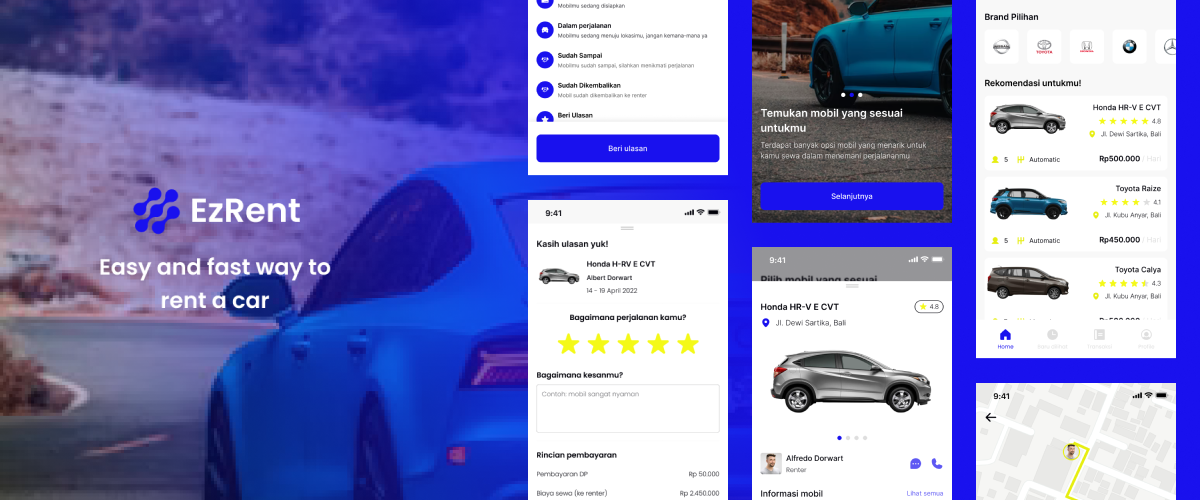 EzRent
Easy and fast way to
rent a car
Mobilmu sedang disiapkan
Dalam perjalanan
Mobilmu sedang menuju lokasimu, jangan kemana-mana ya
Sudah Sampai
Mobilmu sudah sampai, silahkan menikmati perjalanan
Sudah Dikembalikan
Mobil sudah dikembalikan ke renter
Beri Ulasan
Beri ulasan
9:41
Kasih ulasan yuk!
Honda H-RV E CVT
Albert Dorwart
14 - 19 April 2022
Bagaimana perjalanan kamu?
Bagaimana kesanmu?
Contoh: mobil sangat nyaman
Rincian pembayaran
Pembayaran DP
Rp 50.000
Biaya sewa (ke renter)
Rp 2.450.000
Temukan mobil yang sesuai
untukmu
Terdapat banyak opsi mobil yang menarik untuk
kamu sewa dalam menemani perjalananmu
Selanjutnya
9:41
Pilih mobil yang sesuai
Honda HR-V E CVT
4.8
Jl. Dewi Sartika, Bali
Alfredo Dorwart
Renter
Informasi mobil
Lihat semua
Brand Pilihan
TOYOTA
Rekomendasi untukmu!
Honda HR-V E CVT
4.8
Jl. Dewi Sartika, Bali
5 Automatic
Rp500.000 / Hari
Toyota Raize
4.1
Jl. Kubu Anyar, Bali
5 Automatic
Rp450.000 / Hari
Toyota Calya
4.3
Jl. Kubu Anyar, Bali
Home
Profile
9:41